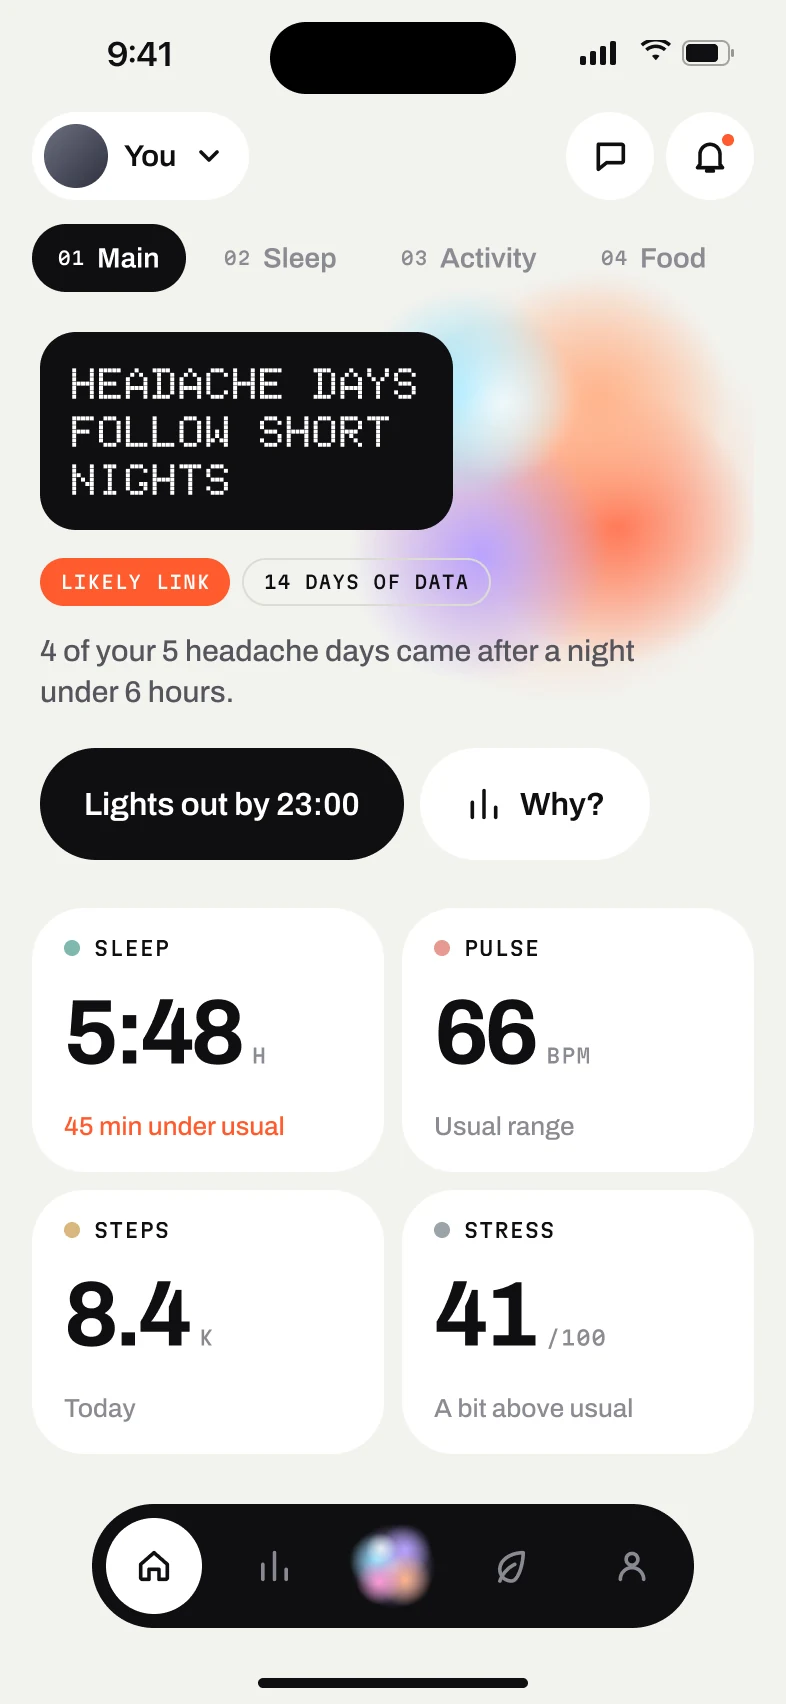 9:41
You
01 Main
02 Sleep
03 Activity
04 Food
HEADACHE DAYS
FOLLOW SHORT
NIGHTS
LIKELY LINK
14 DAYS OF DATA
4 of your 5 headache days came after a night
under 6 hours.
Lights out by 23:00
Why?
SLEEP
5:48 H
45 min under usual
PULSE
66 BPM
Usual range
STEPS
8.4 K
Today
STRESS
41 /100
A bit above usual